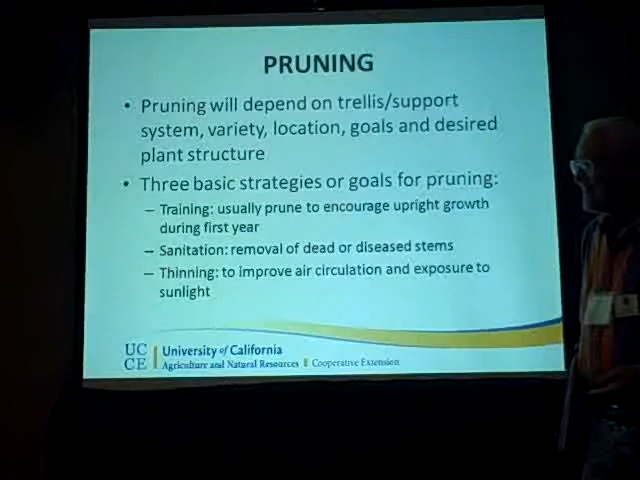 PRUNING
• Pruning will depend on trellis/support
system, variety, location, goals and desired
plant structure
• Three basic strategies or goals for pruning:
– Training: usually prune to encourage upright growth
during first year
– Sanitation: removal of dead or diseased stems
– Thinning: to improve air circulation and exposure to
sunlight
UC
CE
University of California
Agriculture and Natural Resources Cooperative Extension